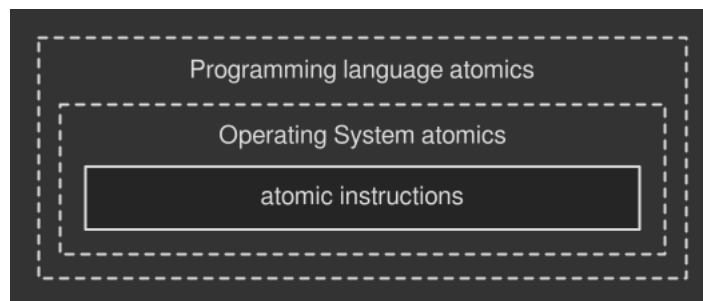 Programming language atomics
Operating System atomics
atomic instructions